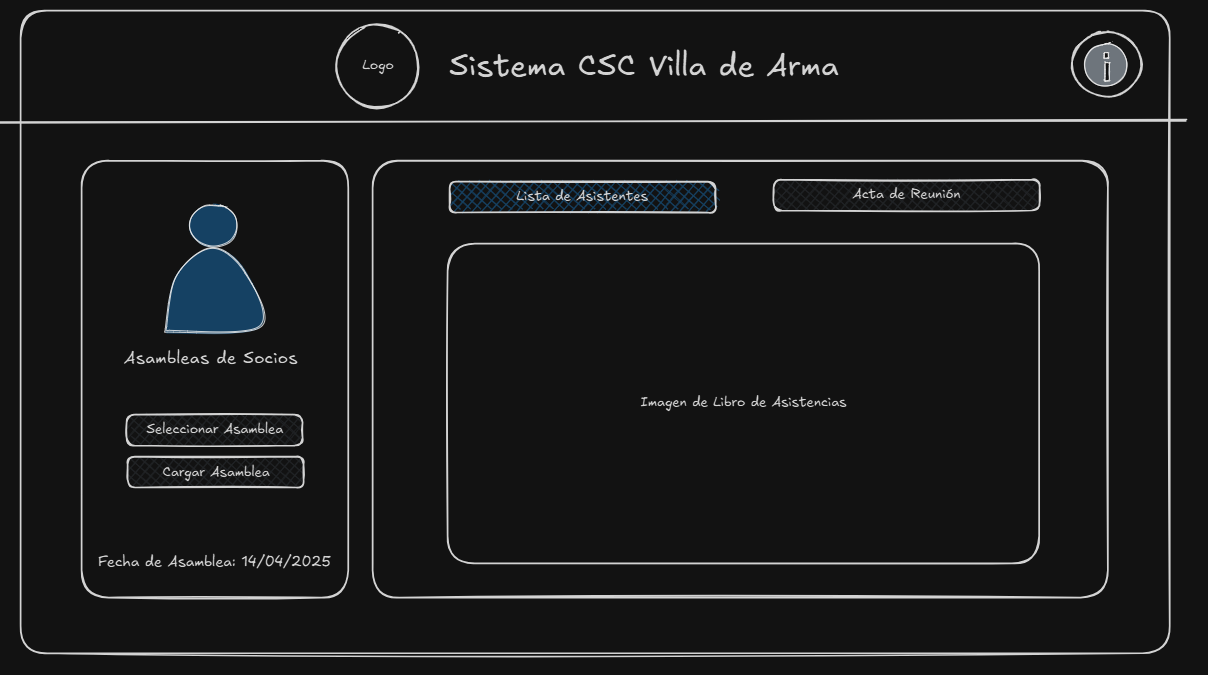 Logo
Sistema CSC Villa de Arma
i
Asambleas de Socios
Seleccionar Asamblea
Cargar Asamblea
Fecha de Asamblea: 14/04/2025
Lista de Asistentes
Acta de Reunión
Imagen de Libro de Asistencias